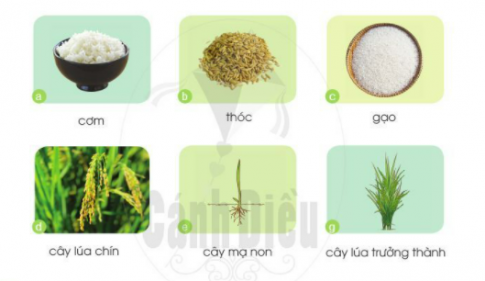 a
b
c
cơm
thóc
gạo
d
e
g
cây lúa chín
cây mạ non
cây lúa trưởng thành
Cánh Diều